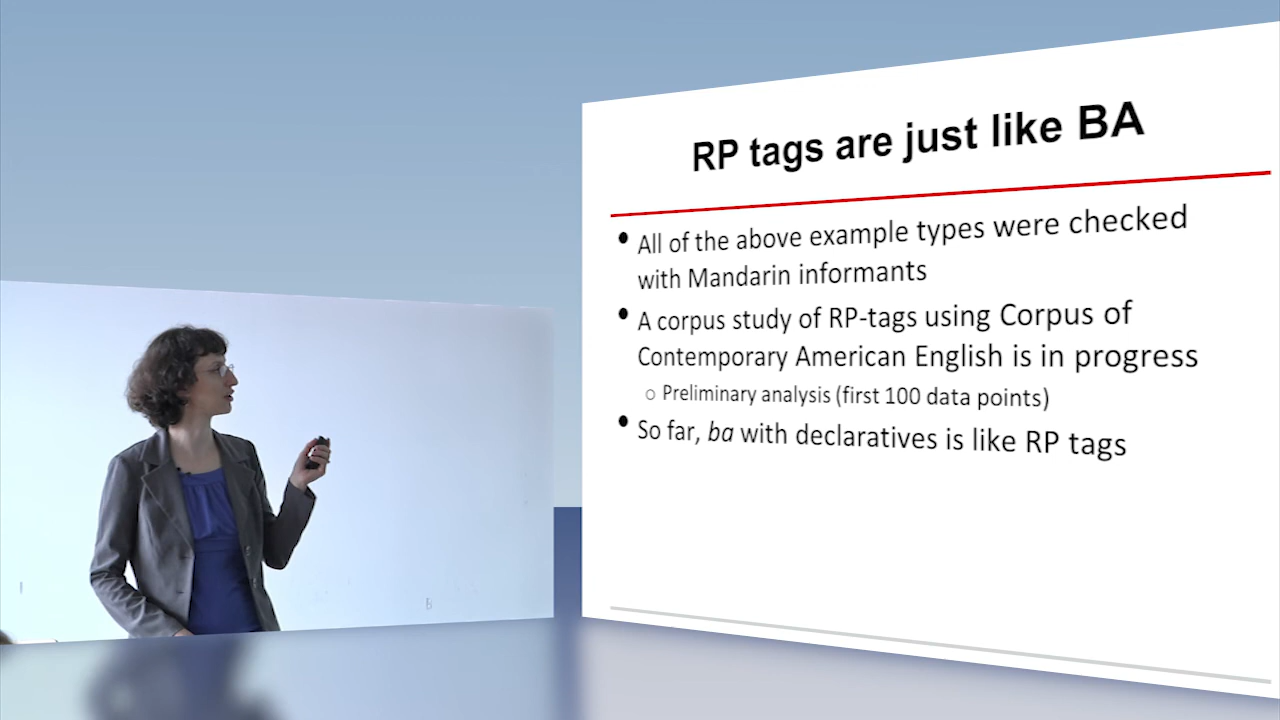 RP tags are just like BA
• All of the above example types were checked
with Mandarin informants
• A corpus study of RP-tags using Corpus of
Contemporary American English is in progress
○ Preliminary analysis (first 100 data points)
• So far, ba with declaratives is like RP tags